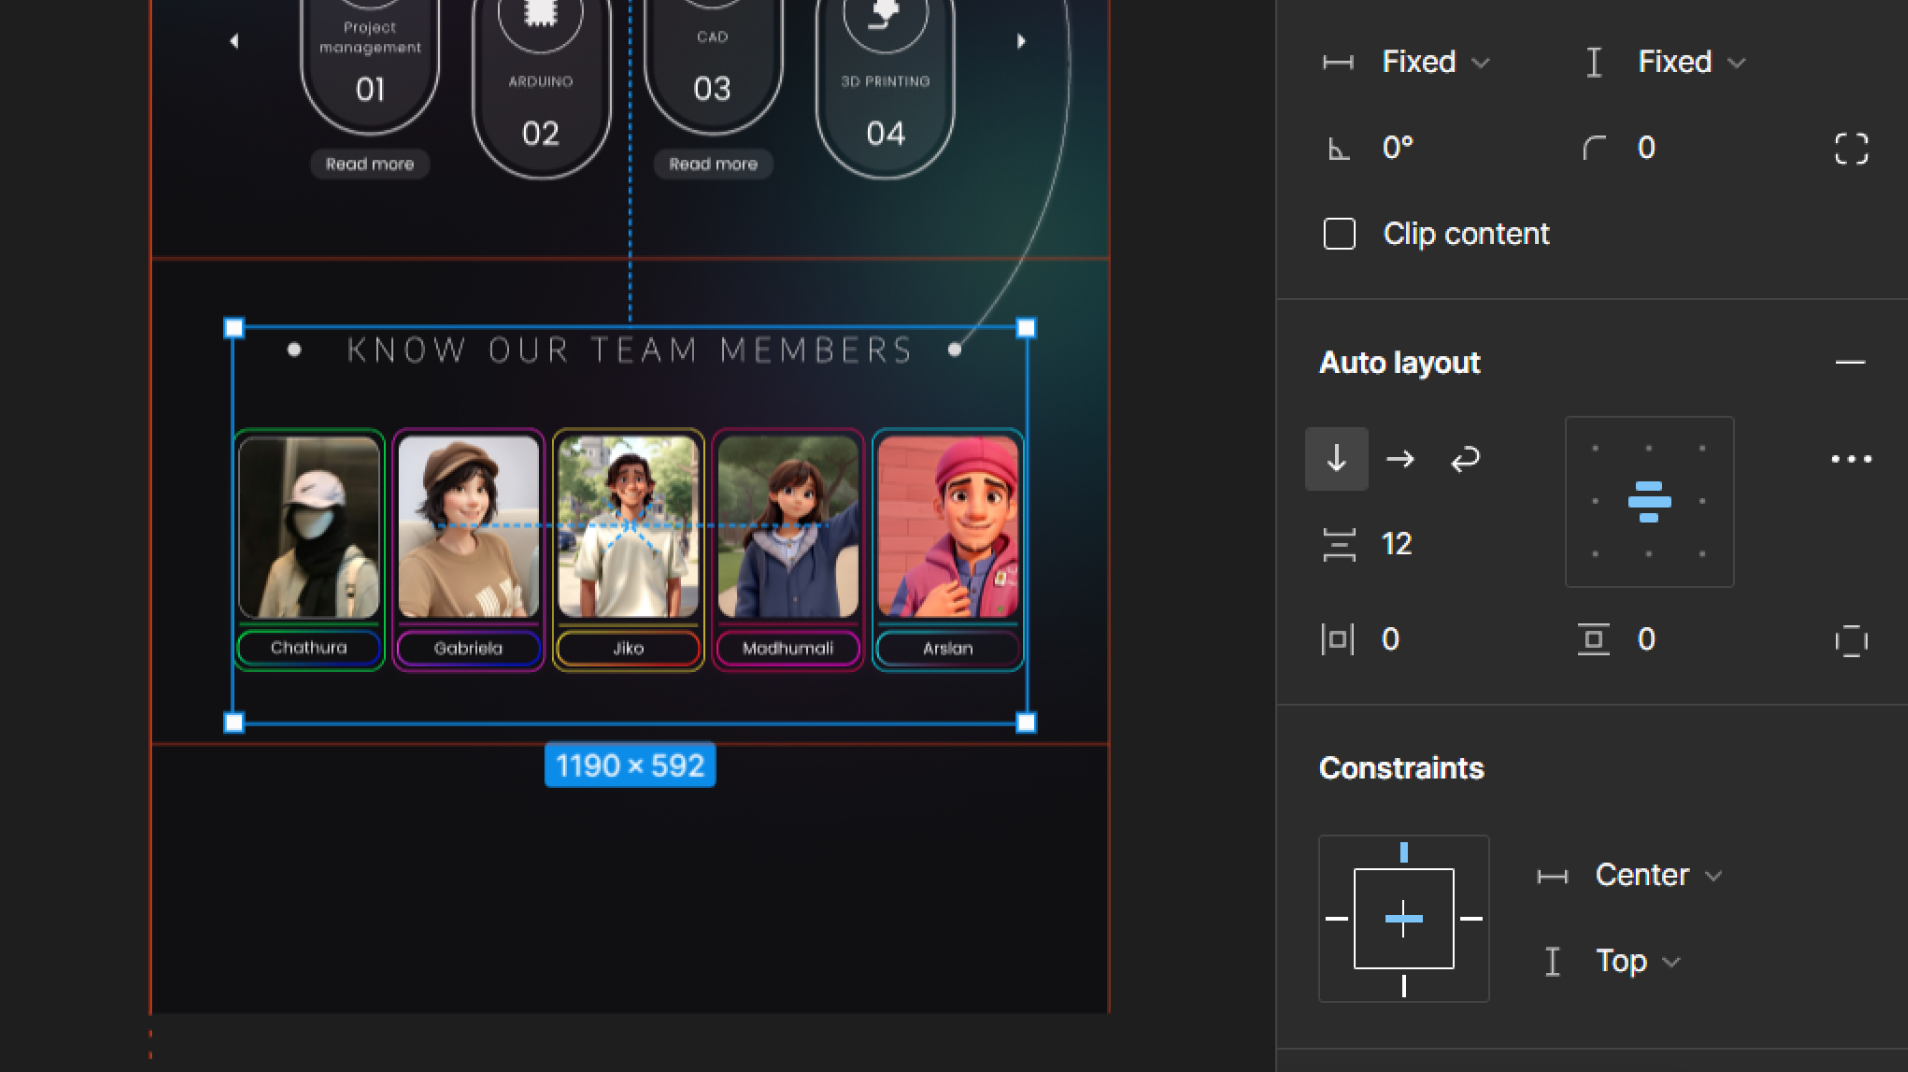 Project
management
01
Read more
ARDUINO
02
CAD
03
Read more
3D PRINTING
04
KNOW OUR TEAM MEMBERS
Chathura
Gabriela
Jiko
Madhumali
Arslan
1190 × 592
Fixed
Fixed
0°
0
Clip content
Auto layout
12
0
0
Constraints
Center
Top